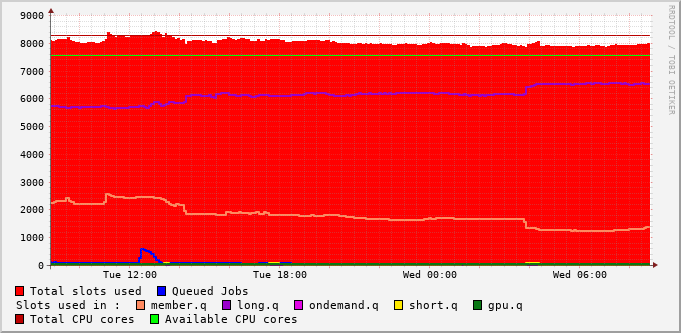 9000
8000
7000
6000
5000
4000
3000
2000
1000
0
Tue 12:00 Tue 18:00 Wed 00:00 Wed 06:00
RRDTOOL / TOBI OETIKER
Total slots used Queued Jobs
Slots used in : member.q long.q ondemand.q short.q gpu.q
Total CPU cores Available CPU cores